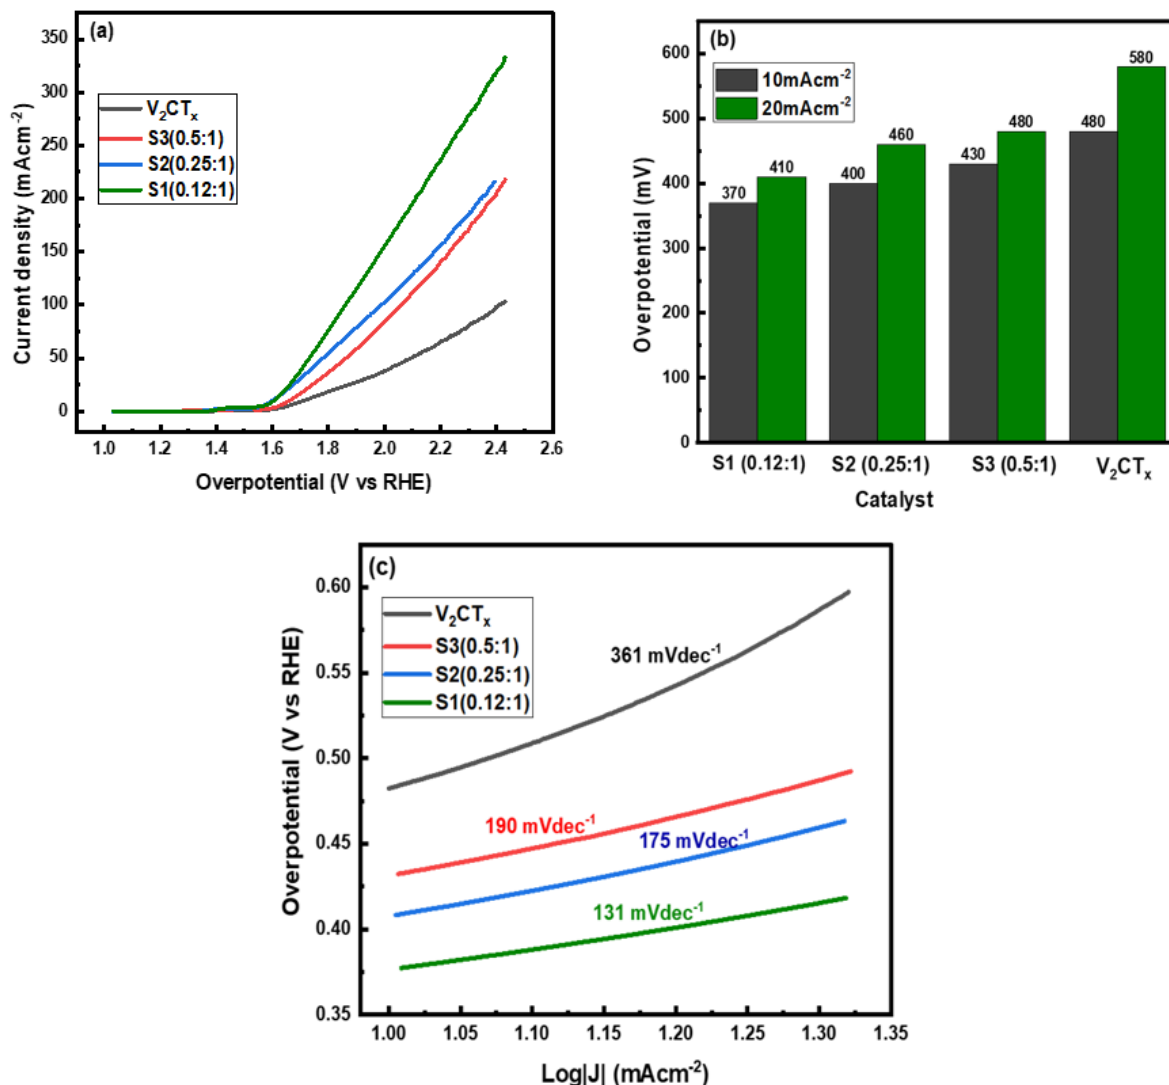 (a)
350
300
250
200
150
100
50
0
Current density (mAcm⁻²)
V₂CTₓ
S3(0.5:1)
S2(0.25:1)
S1(0.12:1)
1.0 1.2 1.4 1.6 1.8 2.0 2.2 2.4 2.6
Overpotential (V vs RHE)
(b)
600
500
400
300
200
100
0
Overpotential (mV)
10mAcm⁻²
20mAcm⁻²
370 410 400 460 430 480 480 580
S1 (0.12:1) S2 (0.25:1) S3 (0.5:1) V₂CTₓ
Catalyst
(c)
0.60
0.55
0.50
0.45
0.40
0.35
Overpotential (V vs RHE)
V₂CTₓ
S3(0.5:1)
S2(0.25:1)
S1(0.12:1)
361 mVdec⁻¹
190 mVdec⁻¹
175 mVdec⁻¹
131 mVdec⁻¹
1.00 1.05 1.10 1.15 1.20 1.25 1.30 1.35
Log|J| (mAcm⁻²)